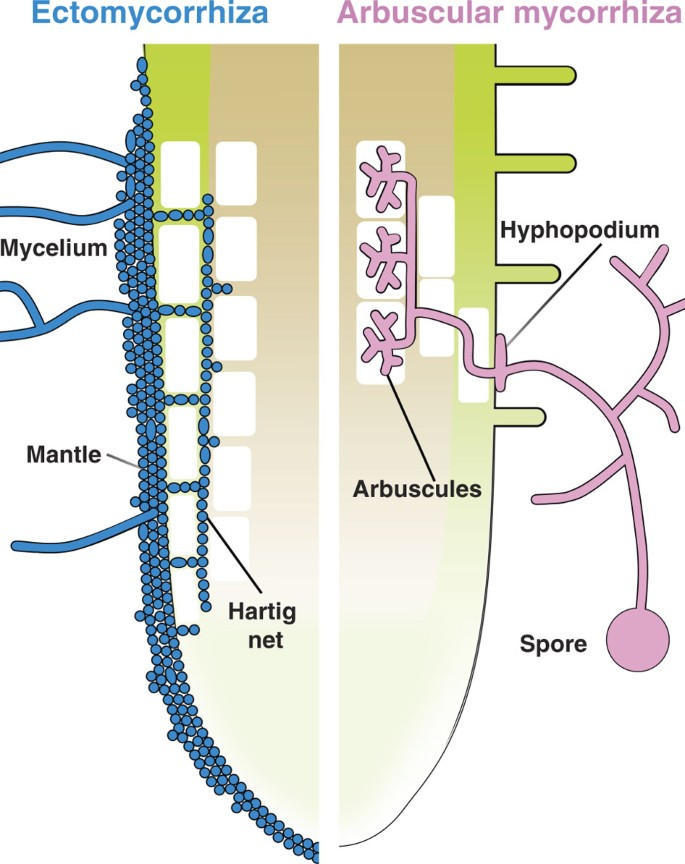 Ectomycorrhiza
Arbuscular mycorrhiza
Mycelium
Hyphopodium
Mantle
Arbuscules
Hartig
net
Spore